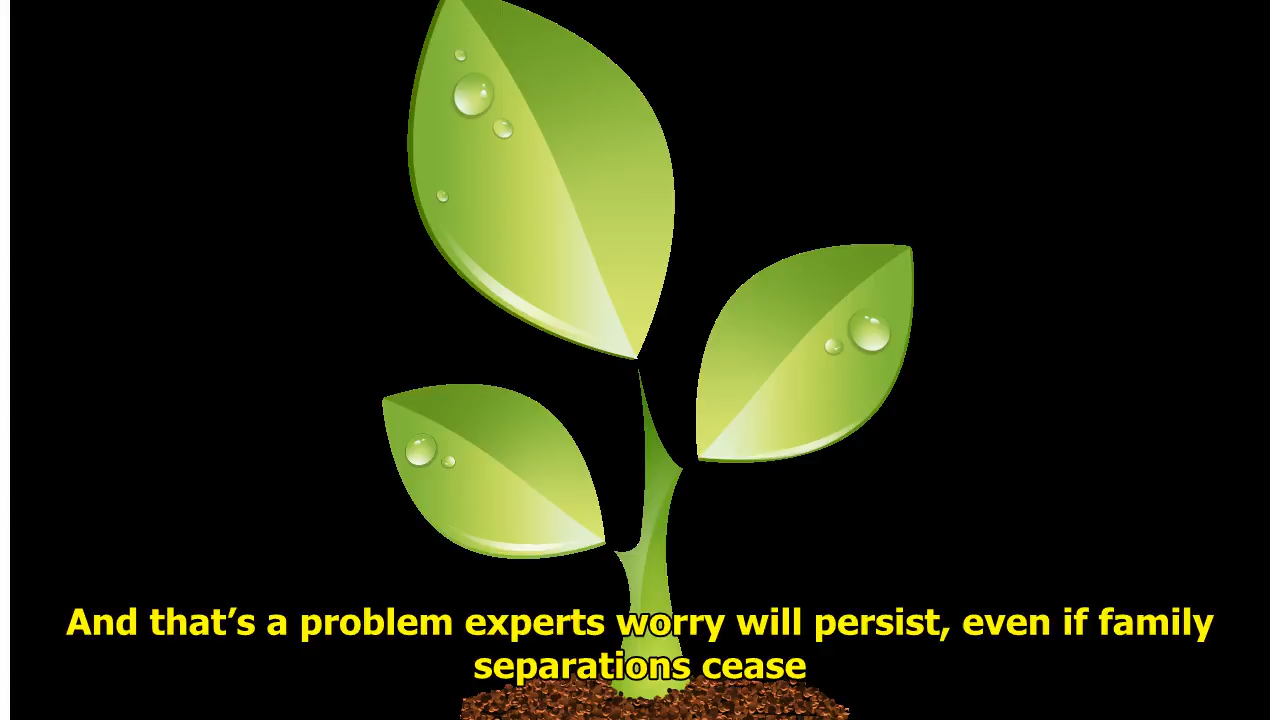 And that’s a problem experts worry will persist, even if family
separations cease